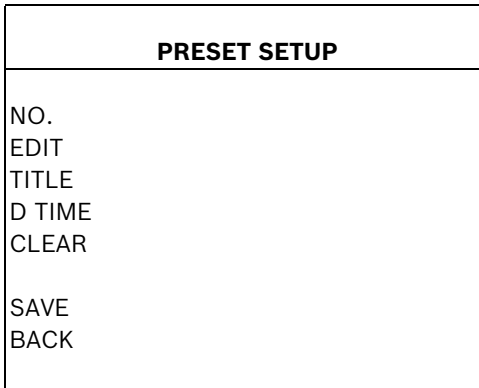 PRESET SETUP
NO.
EDIT
TITLE
D TIME
CLEAR
SAVE
BACK